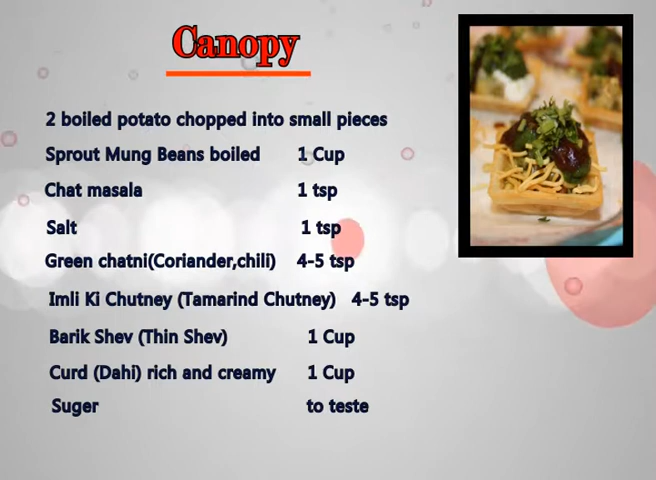 Canopy
2 boiled potato chopped into small pieces
Sprout Mung Beans boiled 1 Cup
Chat masala 1 tsp
Salt 1 tsp
Green chatni(Coriander,chili) 4-5 tsp
Imli Ki Chutney (Tamarind Chutney) 4-5 tsp
Barik Shev (Thin Shev) 1 Cup
Curd (Dahi) rich and creamy 1 Cup
Suger to teste